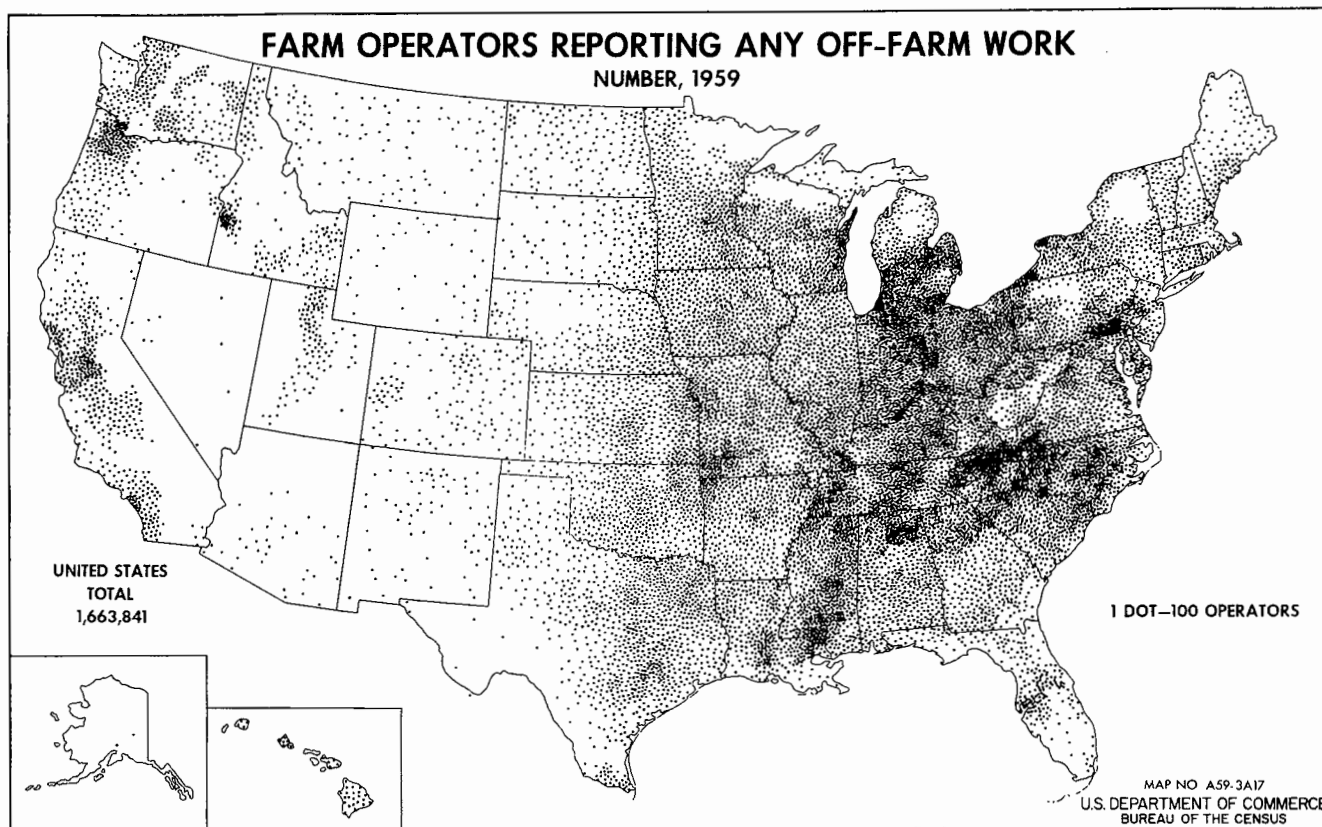 FARM OPERATORS REPORTING ANY OFF-FARM WORK
NUMBER, 1959
UNITED STATES
TOTAL
1,663,841
1 DOT—100 OPERATORS
MAP NO A59-3A17
U.S. DEPARTMENT OF COMMERCE
BUREAU OF THE CENSUS